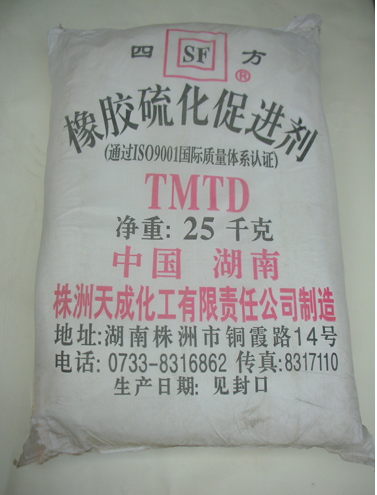 四 SF 方 ®
橡胶硫化促进剂
(通过ISO9001国际质量体系认证)
TMTD
净重: 25 千克
中国 湖南
株洲天成化工有限责任公司制造
地址:湖南株洲市铜霞路14号
电话: 0733-8316862 传真:8317110
生产日期: 见封口